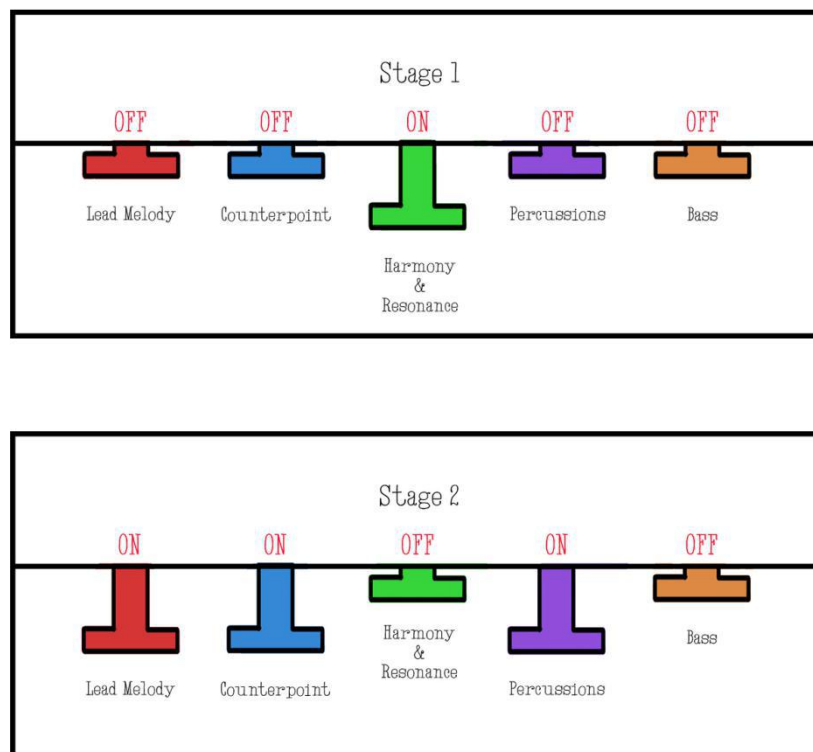 Stage 1
OFF OFF ON OFF OFF
Lead Melody Counterpoint Percussions Bass
Harmony
&
Resonance
Stage 2
ON ON OFF ON OFF
Harmony
&
Resonance
Bass
Lead Melody Counterpoint Percussions